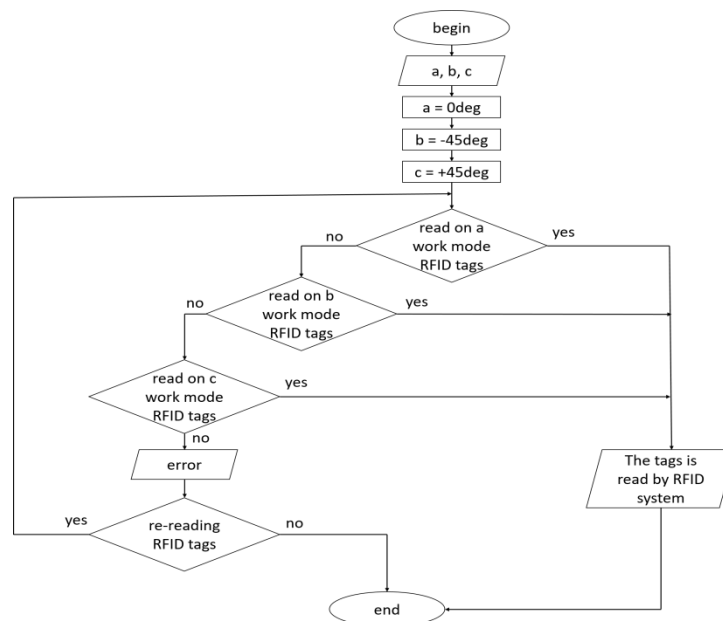 begin
a, b, c
a = 0deg
b = -45deg
c = +45deg
no
read on a
work mode
RFID tags
yes
no
read on b
work mode
RFID tags
yes
read on c
work mode
RFID tags
yes
no
error
The tags is
read by RFID
system
yes
re-reading
RFID tags
no
end